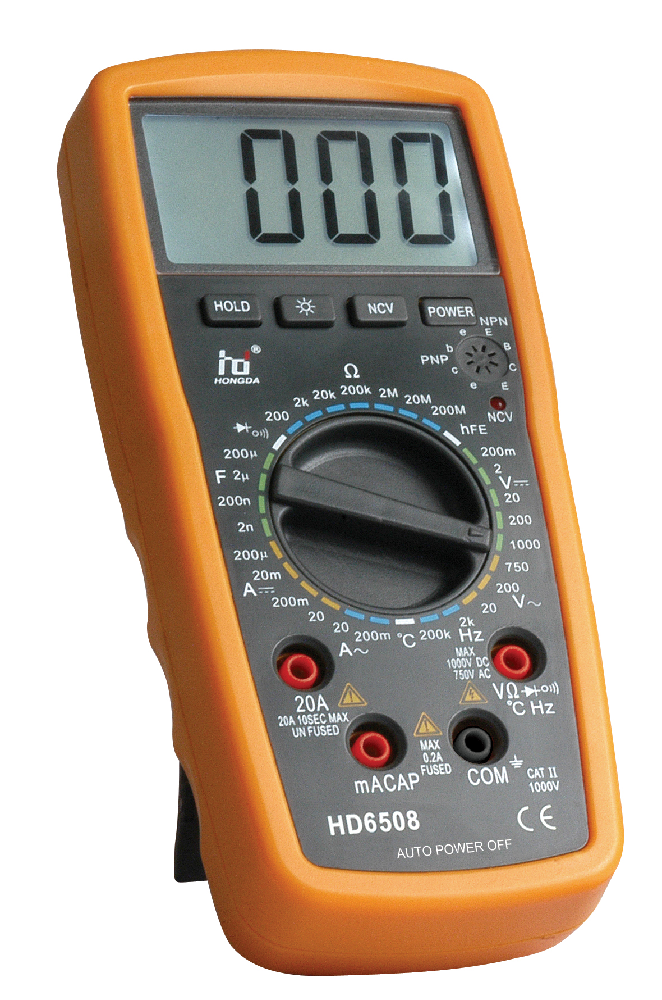 000
HOLD
NCV
POWER
NPN
e E
b B
PNP
c C
e E
NCV
hd®
HONGDA
Ω
200 2k 20k 200k 2M 20M 200M
hFE
200m
2
V⎓
20
200
1000
750
200
V~
20
2k
Hz
200k
°C
200m
A~
20
20
200m
A⎓
20m
200µ
2n
200n
F 2µ
200µ
MAX
1000V DC
750V AC
VΩ
°C Hz
20A
20A 10SEC MAX
UN FUSED
MAX
0.2A
FUSED
mACAP
COM
CAT II
1000V
HD6508
CE
AUTO POWER OFF